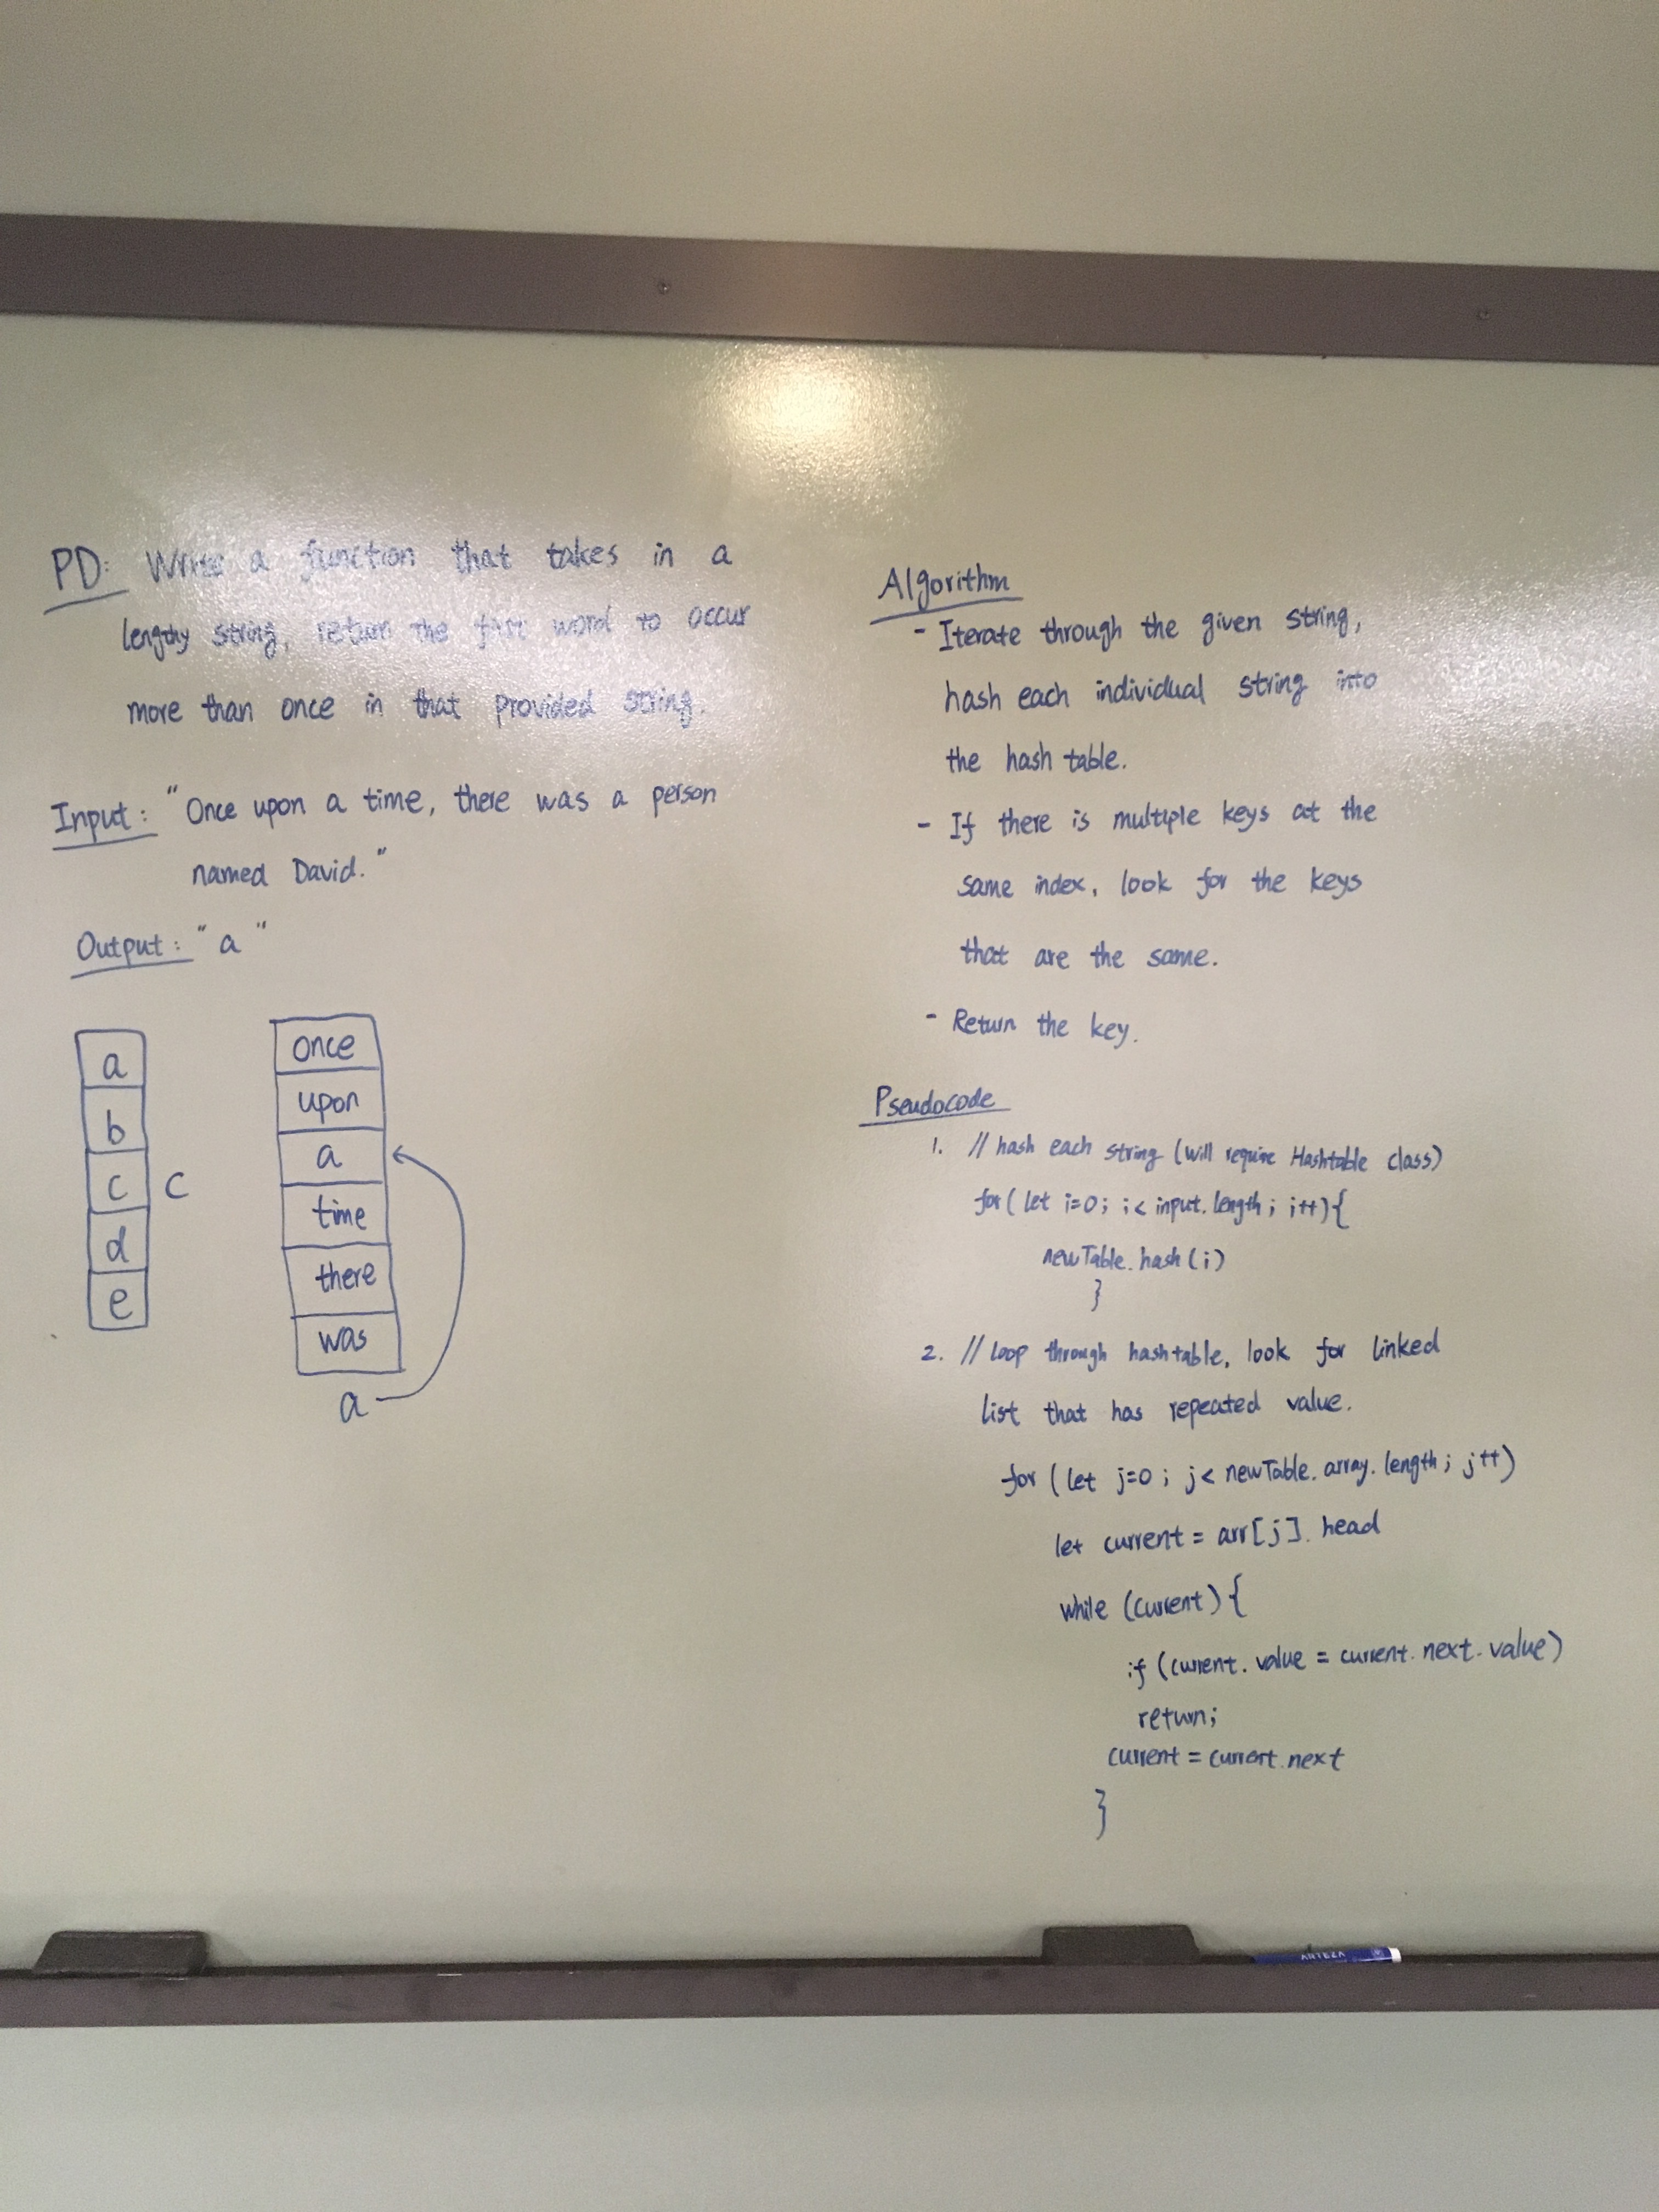 PD: Write a function that takes in a
lengthy string, return the first word to occur
more than once in that provided string.
Input: "Once upon a time, there was a person
named David."
Output: "a"
a
b
c c
d
e
once
upon
a
time
there
was
a
Algorithm
- Iterate through the given string,
hash each individual string into
the hash table.
- If there is multiple keys at the
same index, look for the keys
that are the same.
- Return the key.
Pseudocode
1. // hash each string (will require Hashtable class)
for( let i=0; i< input.length; i++){
newTable.hash(i)
}
2. // loop through hashtable, look for linked
list that has repeated value.
for (let j=0; j< newTable.array.length; j++)
let current = arr[j].head
while (current){
if (current.value = current.next.value)
return;
current = current.next
}
ARTEZA